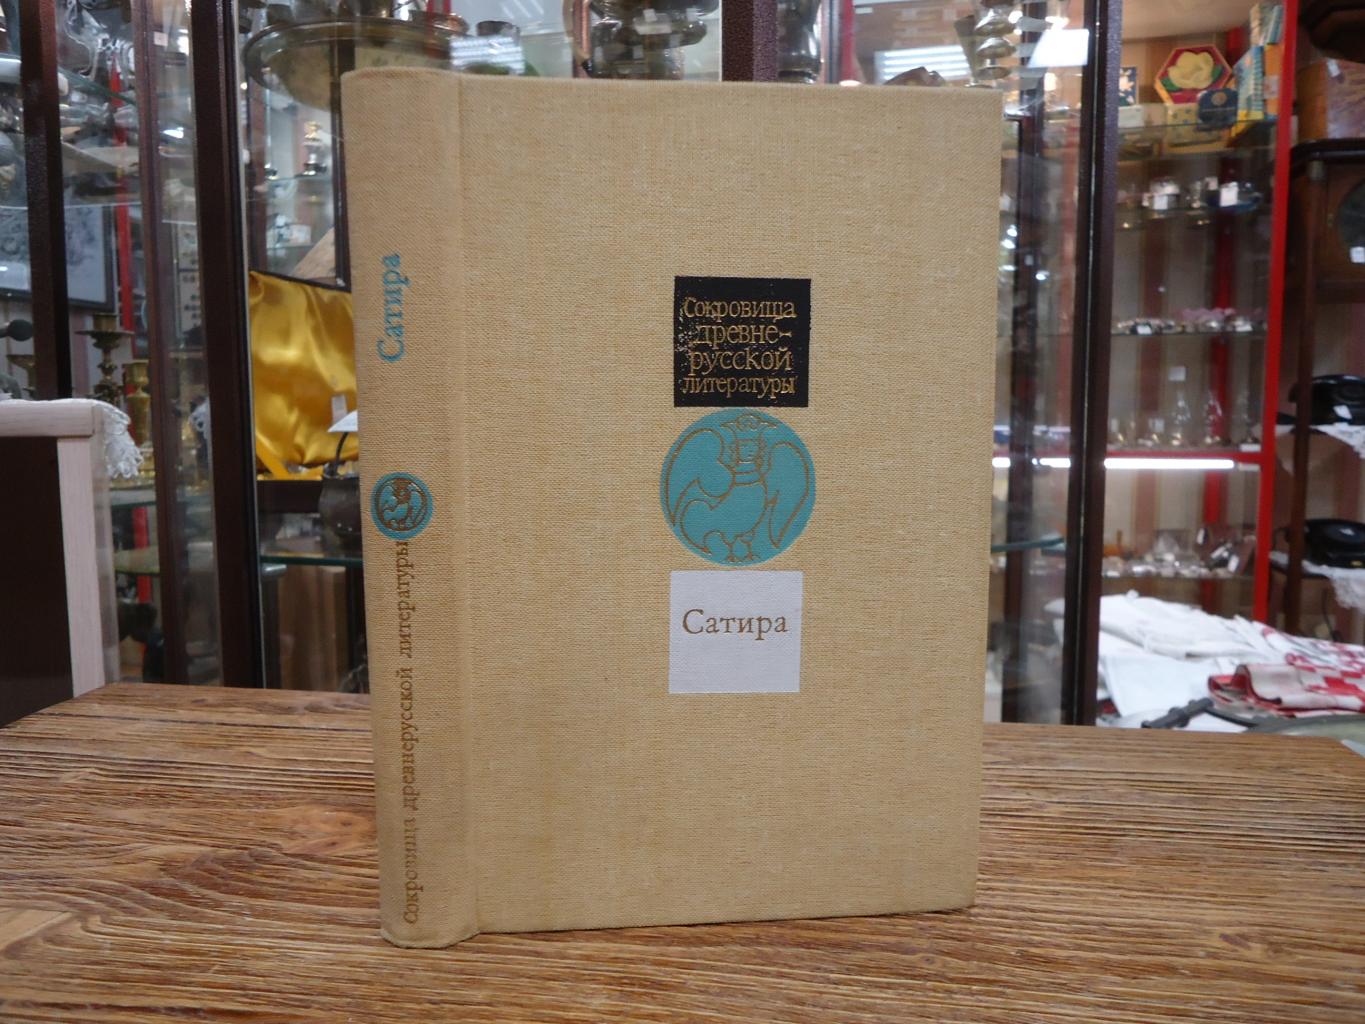 Сатира
Сокровища древнерусской литературы
Сокровища
древне-
русской
литературы
Сатира